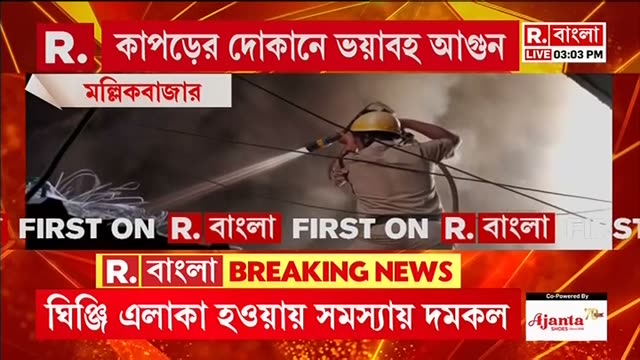 R. কাপড়ের দোকানে ভয়াবহ আগুন
R. বাংলা
LIVE 03:03 PM
মল্লিকবাজার
FIRST ON R. বাংলা FIRST ON R. বাংলা FIRST
R. বাংলা BREAKING NEWS
ঘিঞ্জি এলাকা হওয়ায় সমস্যায় দমকল
Co-Powered By
Ajanta
SHOES